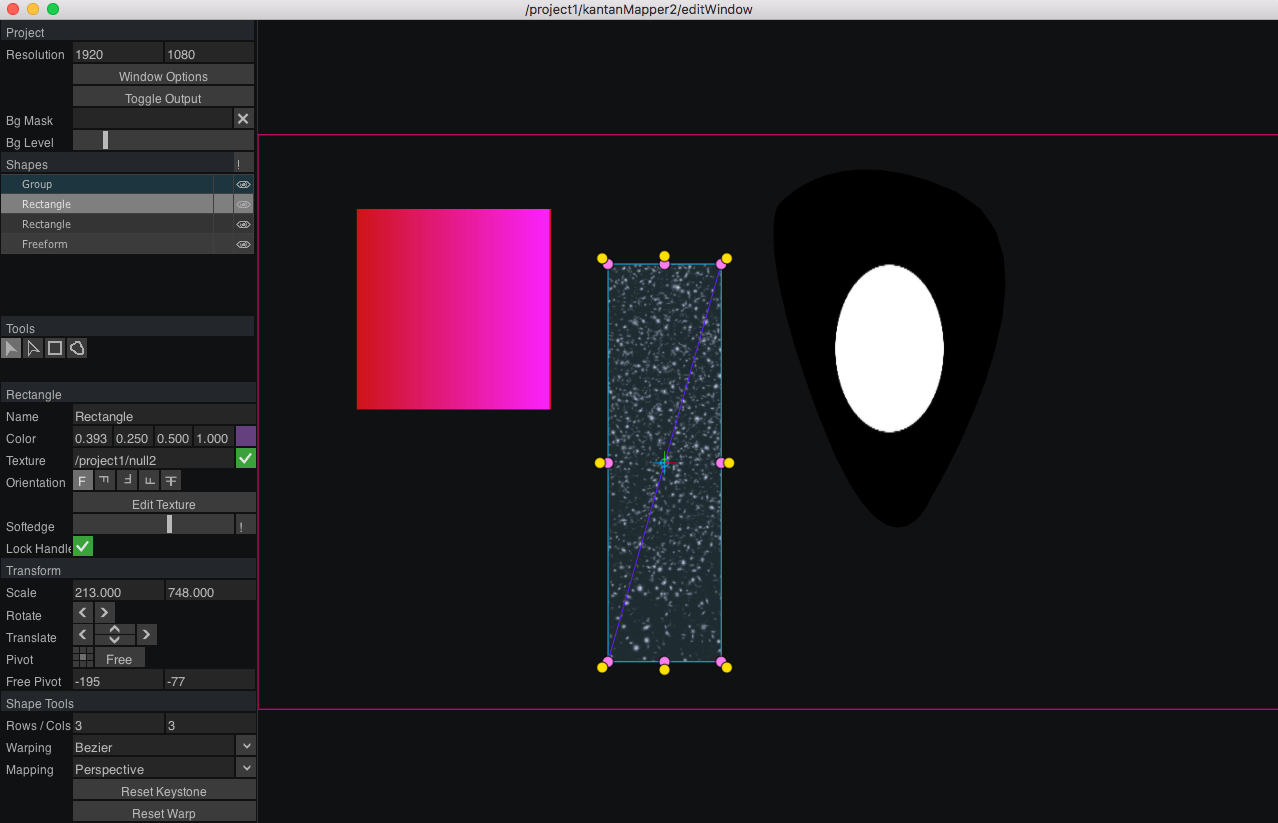 /project1/kantanMapper2/editWindow
Project
Resolution 1920 1080
Window Options
Toggle Output
Bg Mask
Bg Level
Shapes !
Group
Rectangle
Rectangle
Freeform
Tools
Rectangle
Name Rectangle
Color 0.393 0.250 0.500 1.000
Texture /project1/null2
Orientation F F F F F
Edit Texture
Softedge !
Lock Handle
Transform
Scale 213.000 748.000
Rotate < >
Translate < >
Pivot Free
Free Pivot -195 -77
Shape Tools
Rows / Cols 3 3
Warping Bezier
Mapping Perspective
Reset Keystone
Reset Warp